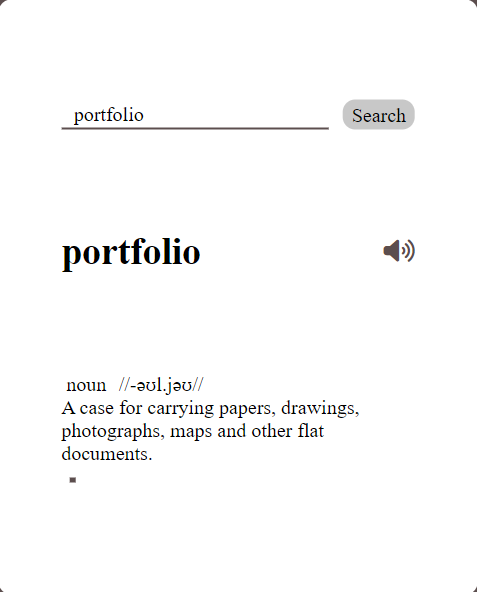 portfolio
Search
portfolio
noun //-əʊl.jəʊ//
A case for carrying papers, drawings,
photographs, maps and other flat
documents.